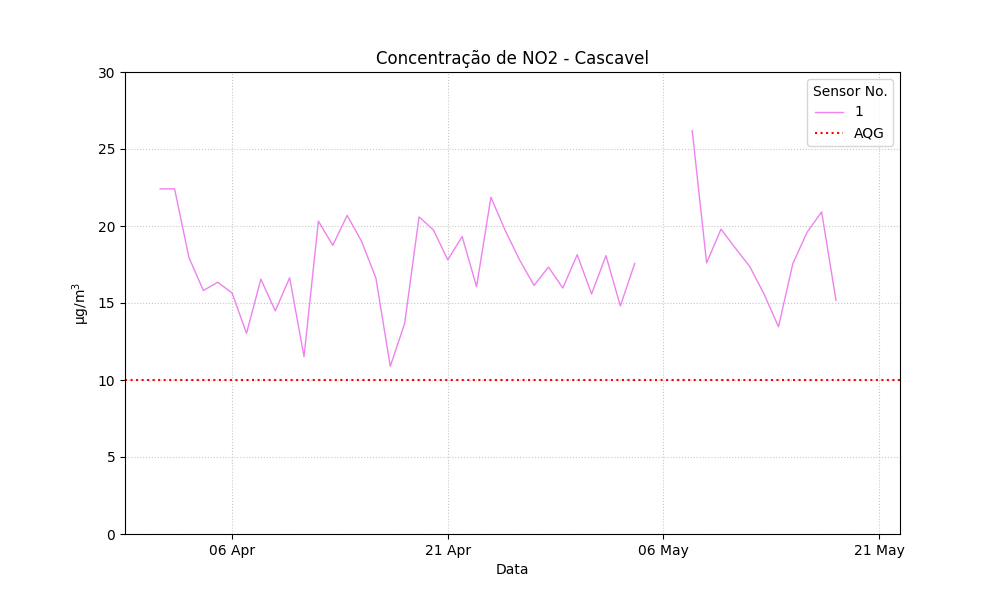 Concentração de NO2 - Cascavel
30
25
20
15
10
5
0
µg/m³
Sensor No.
1
AQG
06 Apr
21 Apr
06 May
21 May
Data